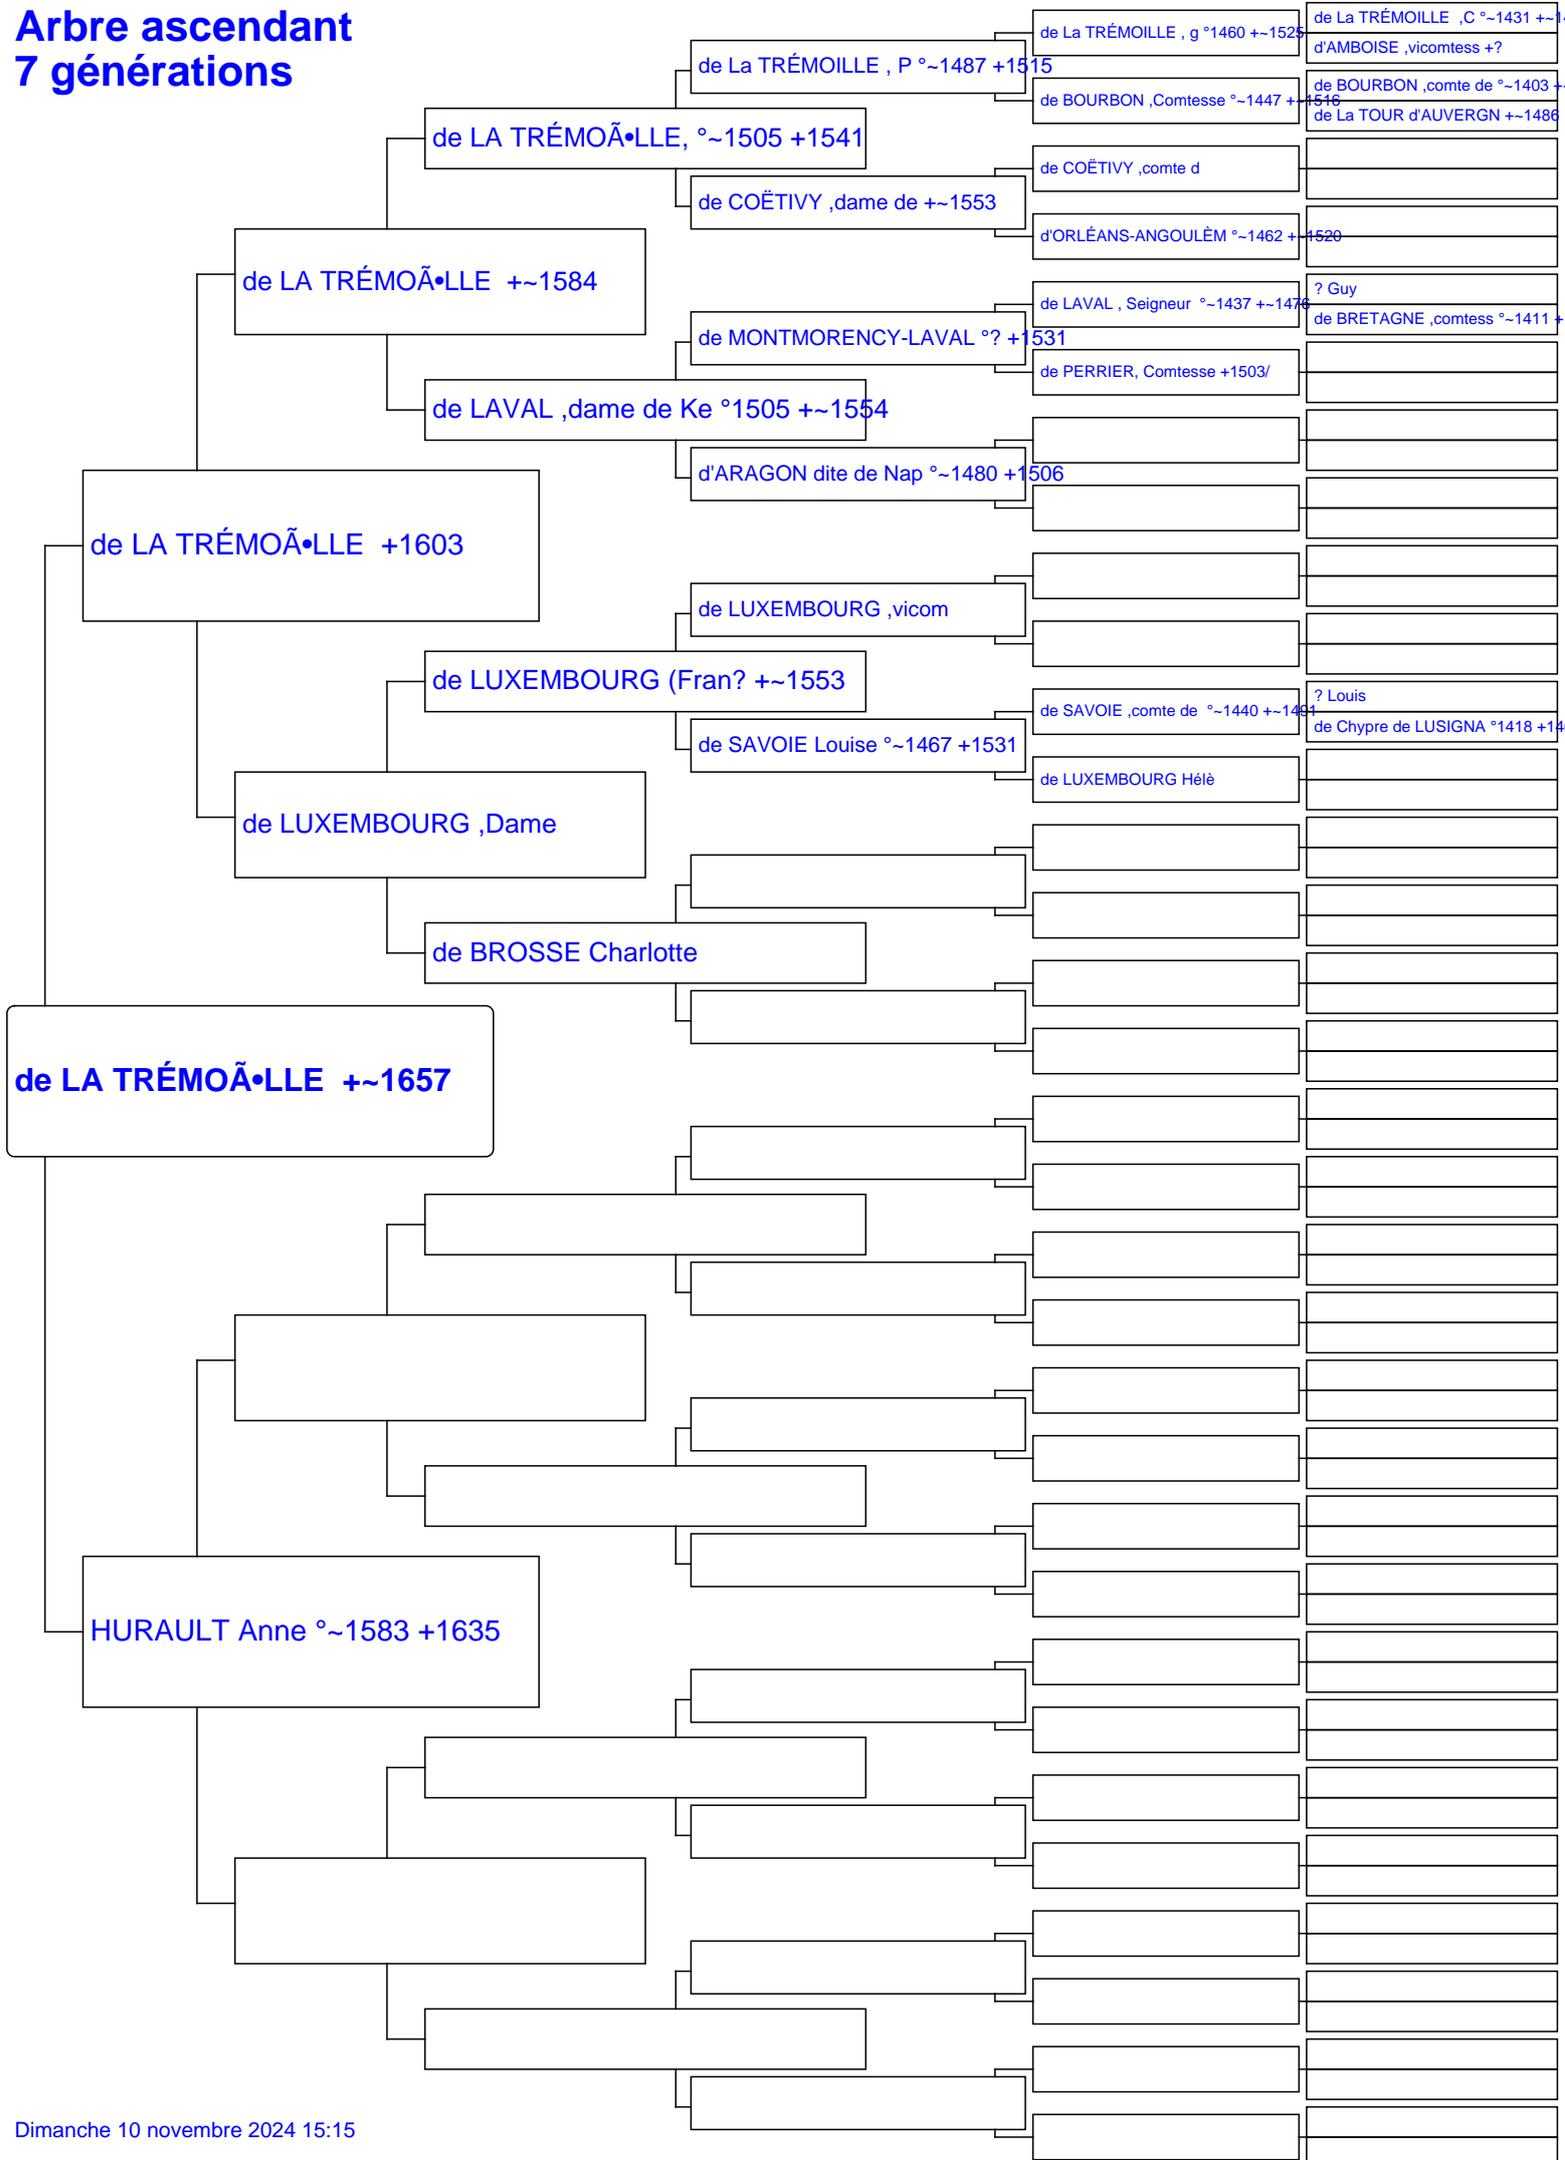 Arbre ascendant
7 générations
de La TRÉMOILLE  ,C °~1431 +~1
de La TRÉMOILLE , g °1460 +~1525
d'AMBOISE ,vicomtess +?
de La TRÉMOILLE , P °~1487 +1515
de BOURBON ,comte de °~1403 +~
de BOURBON ,Comtesse °~1447 +~1516
de La TOUR d'AUVERGN +~1486
de LA TRÉMOÃ•LLE, °~1505 +1541
de COËTIVY ,comte d
de COËTIVY ,dame de +~1553
d'ORLÉANS-ANGOULÈM °~1462 +~1520
de LA TRÉMOÃ•LLE  +~1584
? Guy
de LAVAL , Seigneur  °~1437 +~1476
de BRETAGNE ,comtess °~1411 +
de MONTMORENCY-LAVAL °? +1531
de PERRIER, Comtesse +1503/
de LAVAL ,dame de Ke °1505 +~1554
d'ARAGON dite de Nap °~1480 +1506
de LA TRÉMOÃ•LLE  +1603
de LUXEMBOURG ,vicom
de LUXEMBOURG (Fran? +~1553
? Louis
de SAVOIE ,comte de  °~1440 +~1491
de Chypre de LUSIGNA °1418 +14
de SAVOIE Louise °~1467 +1531
de LUXEMBOURG Hélè
de LUXEMBOURG ,Dame
de BROSSE Charlotte
de LA TRÉMOÃ•LLE  +~1657
HURAULT Anne °~1583 +1635
Dimanche 10 novembre 2024 15:15